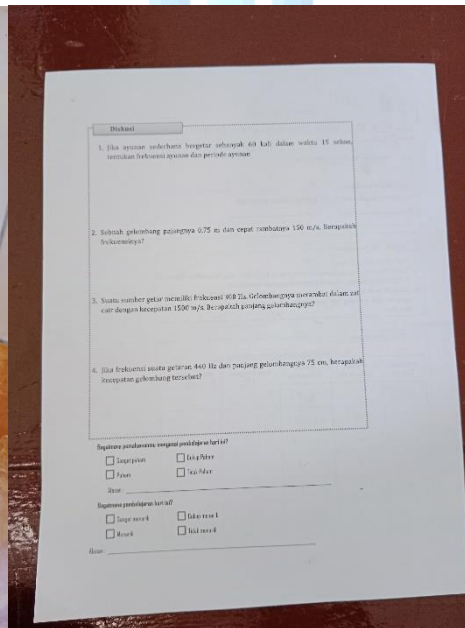 Diskusi
1. Jika ayunan sederhana bergetar sebanyak 60 kali dalam waktu 15 sekon,
tentukan frekuensi ayunan dan periode ayunan
2. Sebuah gelombang panjangnya 0,75 m dan cepat rambatnya 150 m/s. Berapakah
frekuensinya?
3. Suatu sumber getar memiliki frekuensi Hz. Gelombangnya merambat dalam zat
cair dengan kecepatan 1500 m/s. Berapakah panjang gelombangnya?
4. Jika frekuensi suatu getaran 440 Hz dan panjang gelombangnya 75 cm, berapakah
kecepatan gelombang tersebut?
Bagaimana pemahamanmu mengenai pembelajaran hari ini?
Sangat paham
Cukup Paham
Paham
Tidak Paham
Alasan :
Bagaimana pembelajaran hari ini?
Sangat menarik
Cukup menarik
Menarik
Tidak menarik
Alasan :